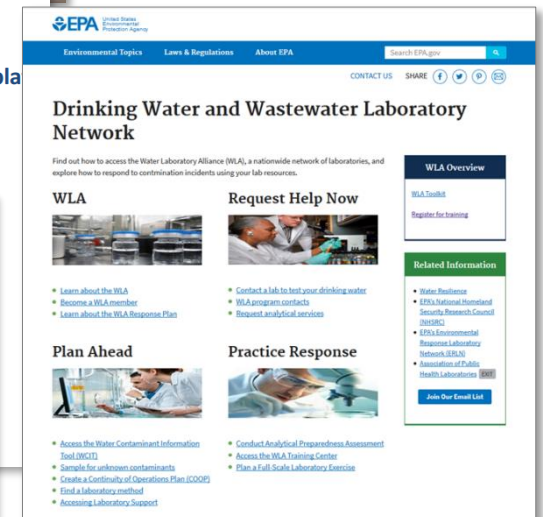 pla
EPA United States Environmental Protection Agency
Environmental Topics Laws & Regulations About EPA Search EPA.gov
CONTACT US SHARE
Drinking Water and Wastewater Laboratory
Network
Find out how to access the Water Laboratory Alliance (WLA), a nationwide network of laboratories, and
explore how to respond to contmination incidents using your lab resources.
WLA
Learn about the WLA
Become a WLA member
Learn about the WLA Response Plan
Request Help Now
Contact a lab to test your drinking water
WLA program contacts
Request analytical services
Plan Ahead
Access the Water Contaminant Information
Tool (WCIT)
Sample for unknown contaminants
Create a Continuity of Operations Plan (COOP)
Find a laboratory method
Accessing Laboratory Support
Practice Response
Conduct Analytical Preparedness Assessment
Access the WLA Training Center
Plan a Full-Scale Laboratory Exercise
WLA Overview
WLA Toolkit
Register for training
Related Information
Water Resilience
EPA's National Homeland
Security Research Council
(NHSRC)
EPA's Environmental
Response Laboratory
Network (ERLN)
Association of Public
Health Laboratories EXIT
Join Our Email List